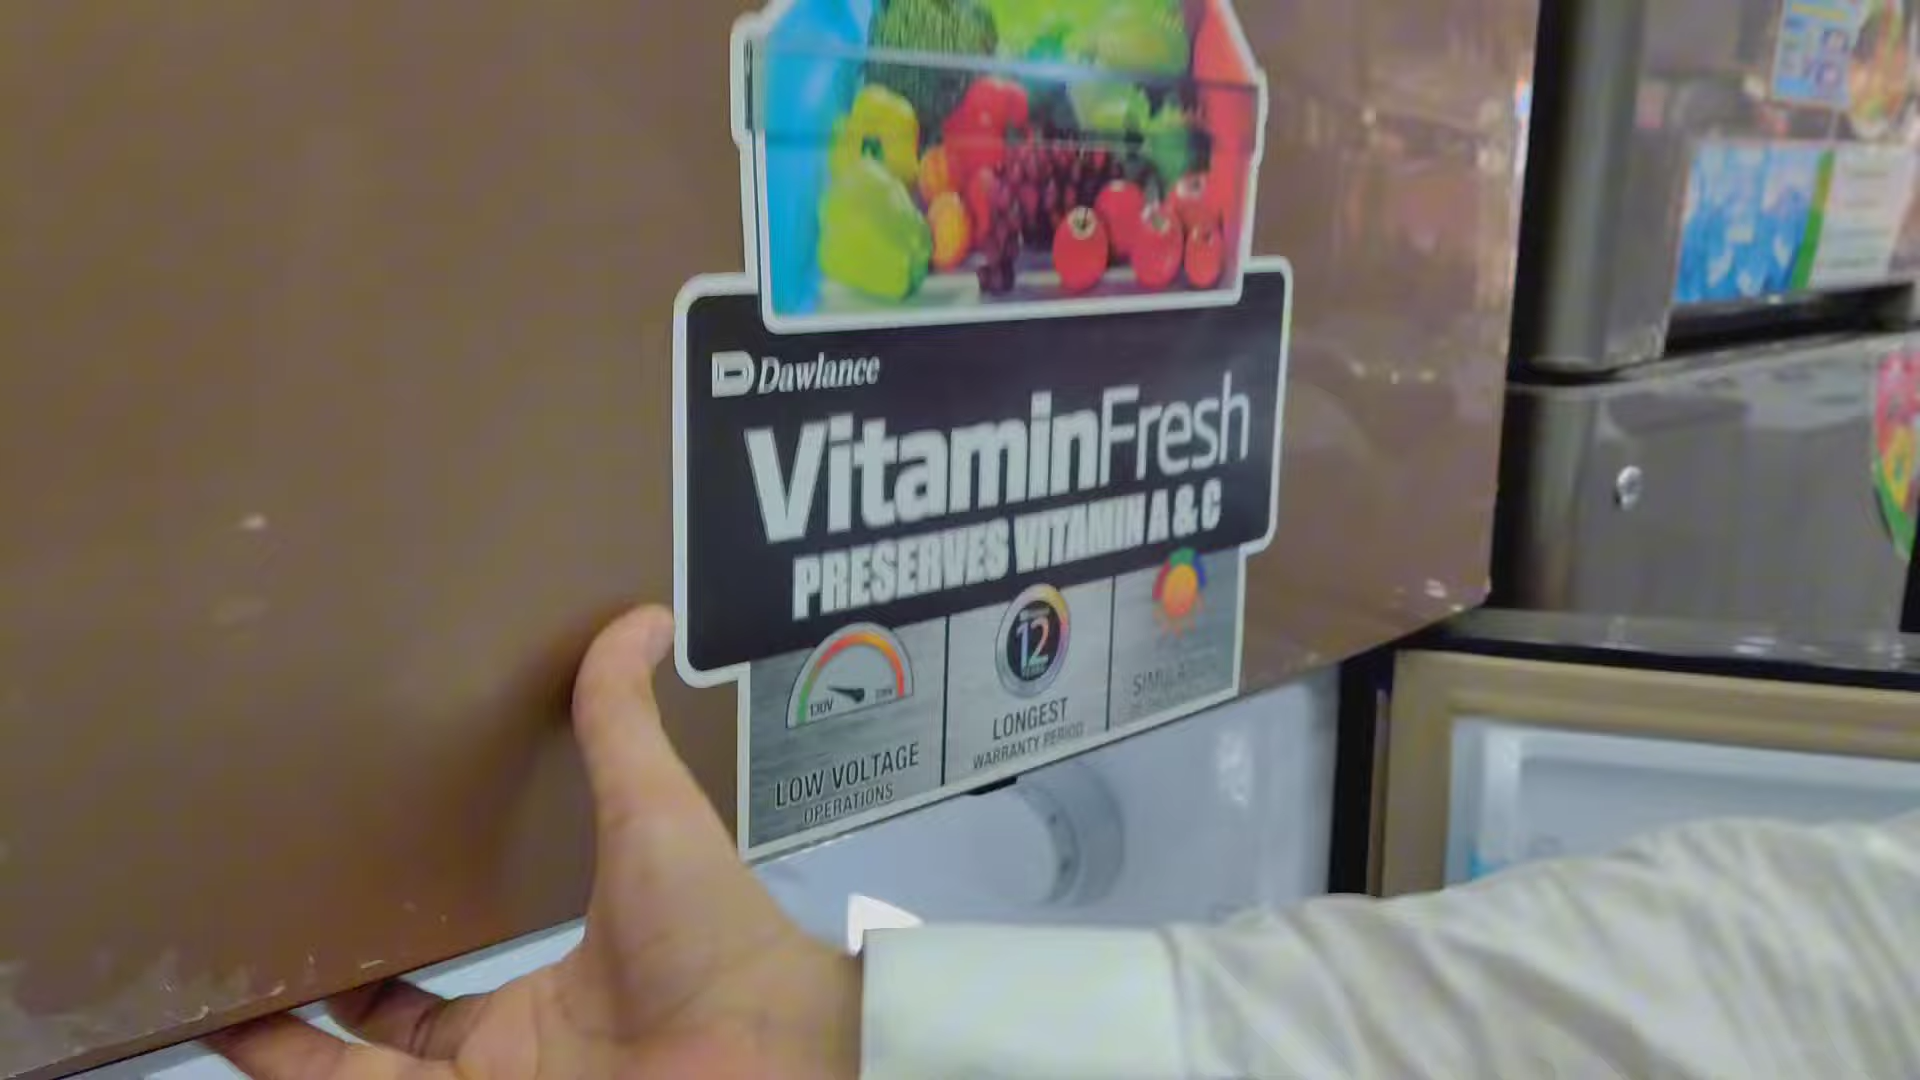 Dawlance
VitaminFresh
PRESERVES VITAMIN A & C
130V
12
LOW VOLTAGE
OPERATIONS
LONGEST
WARRANTY PERIOD